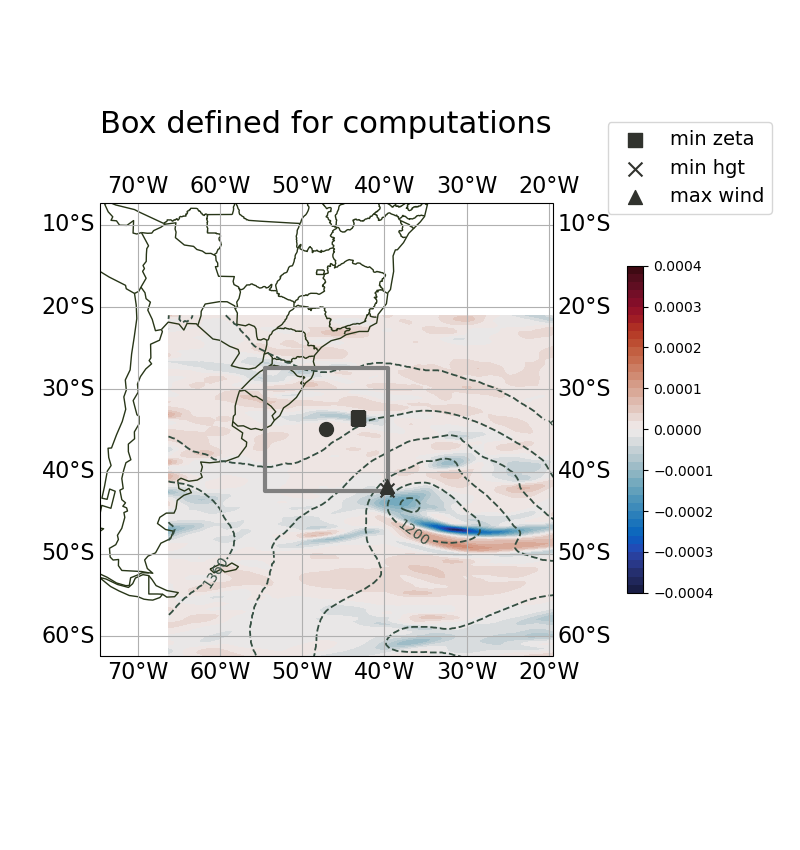 Box defined for computations
min zeta
min hgt
max wind
70°W 60°W 50°W 40°W 30°W 20°W
10°S 10°S
20°S 20°S
30°S 30°S
40°S 40°S
50°S 50°S
60°S 60°S
70°W 60°W 50°W 40°W 30°W 20°W
1200
0.0004
0.0003
0.0002
0.0001
0.0000
−0.0001
−0.0002
−0.0003
−0.0004